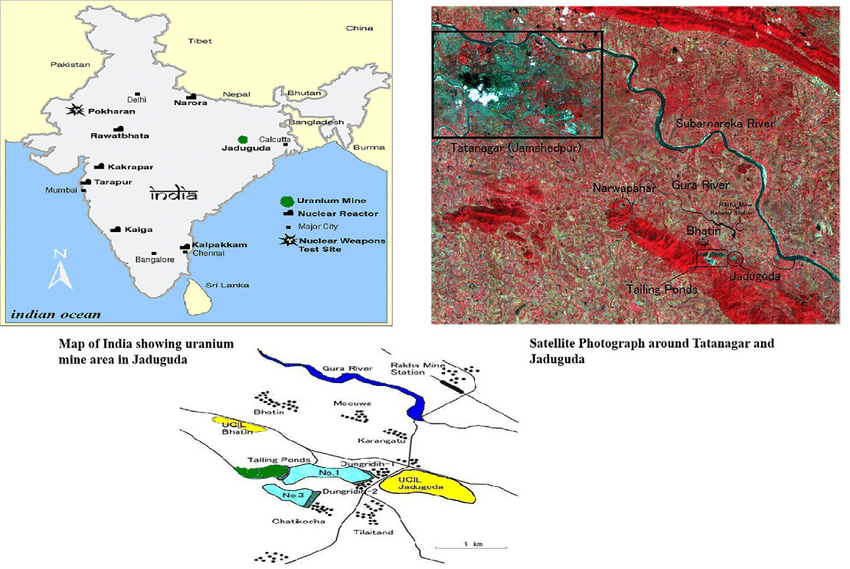 China
Tibet
Pakistan
Delhi
Nepal
Bhutan
Narora
Pokharan
Bangladesh
Rawatbhata
Calcutta
Jaduguda
Burma
Kakrapar
Tarapur
Mumbai
India
Uranium Mine
Nuclear Reactor
Major City
Nuclear Weapons
Test Site
Kaiga
Kalpakkam
Chennai
Bangalore
N
Sri Lanka
indian ocean
1
Subarnareka River
Tatanagar (Jamshedpur)
Gura River
Narwapahar
Rakha Mine
Railway Station
Bhatin
Jadugoda
Tailing Ponds
Map of India showing uranium
mine area in Jaduguda
Satellite Photograph around Tatanagar and
Jaduguda
Gura River
Rakha Mine
Station
Bhatin
Mecuwa
UCIL
Bhatin
Karangatu
Tailing Ponds
Dungridih-1
No.1
UCIL
Jadugoda
No.3
Dungridih-2
Chatikocha
Tilaitand
1 km